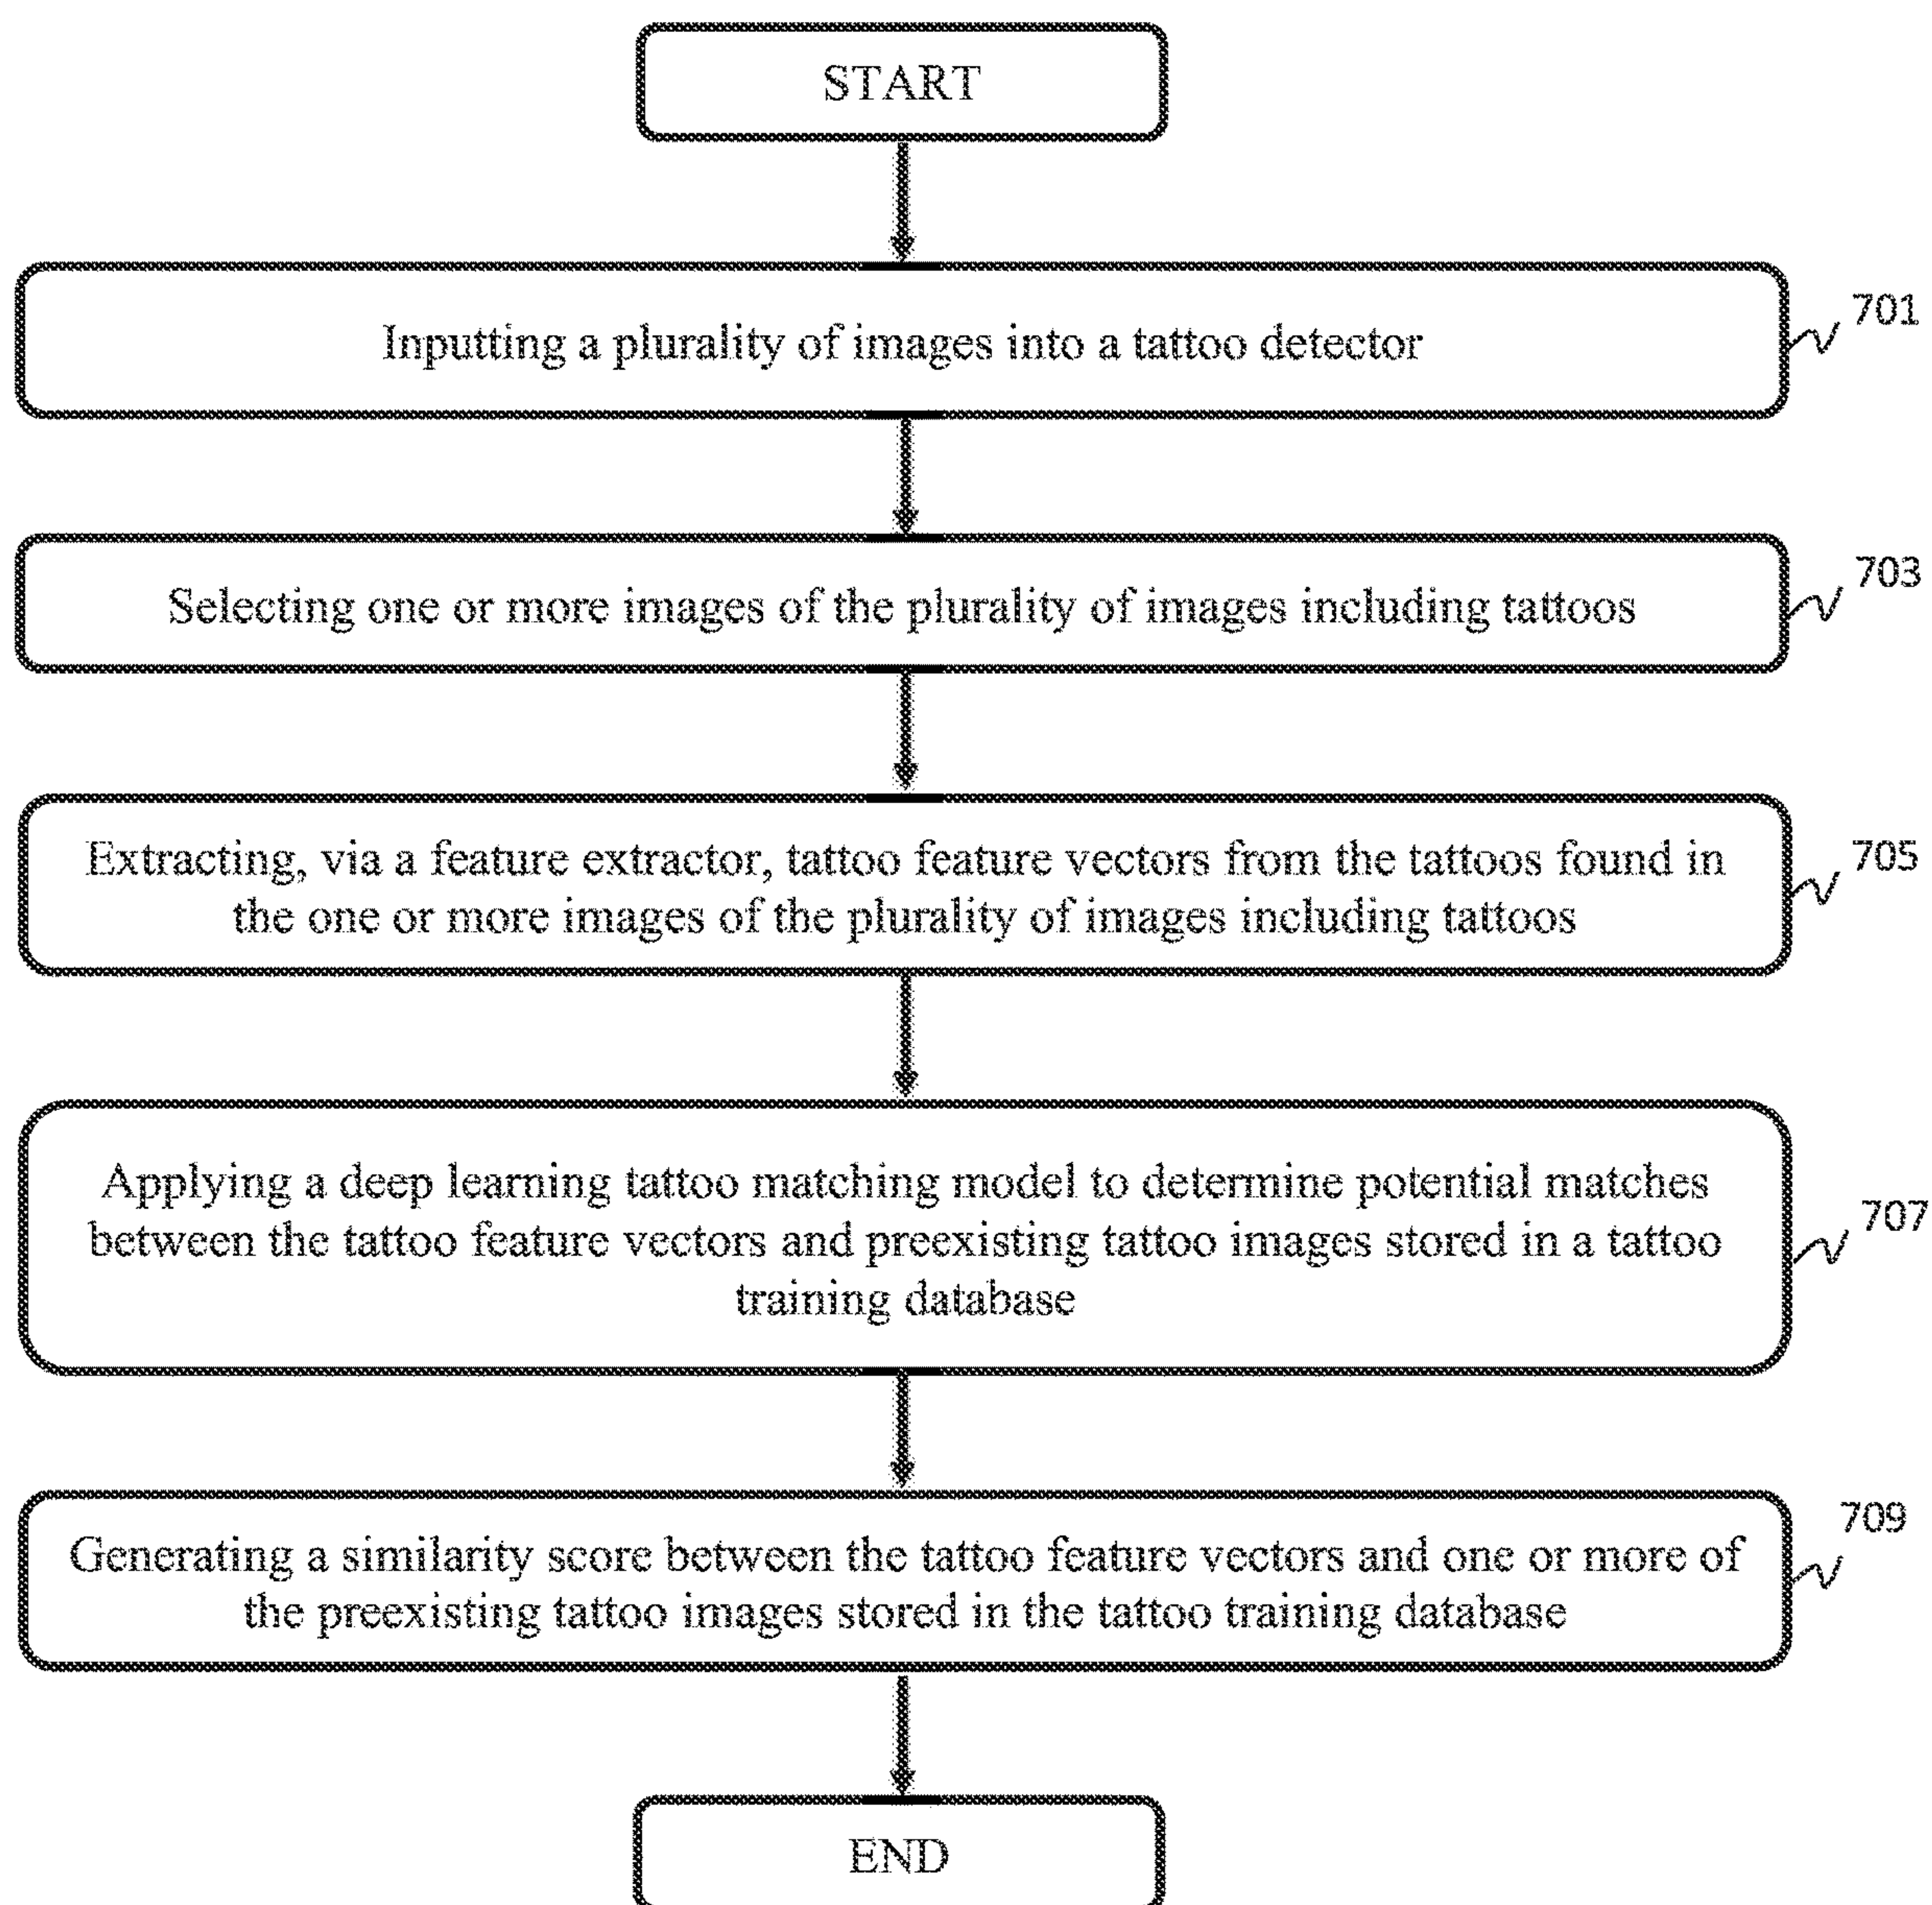 START
Inputting a plurality of images into a tattoo detector
701
Selecting one or more images of the plurality of images including tattoos
703
Extracting, via a feature extractor, tattoo feature vectors from the tattoos found in
the one or more images of the plurality of images including tattoos
705
Applying a deep learning tattoo matching model to determine potential matches
between the tattoo feature vectors and preexisting tattoo images stored in a tattoo
training database
707
Generating a similarity score between the tattoo feature vectors and one or more of
the preexisting tattoo images stored in the tattoo training database
709
END